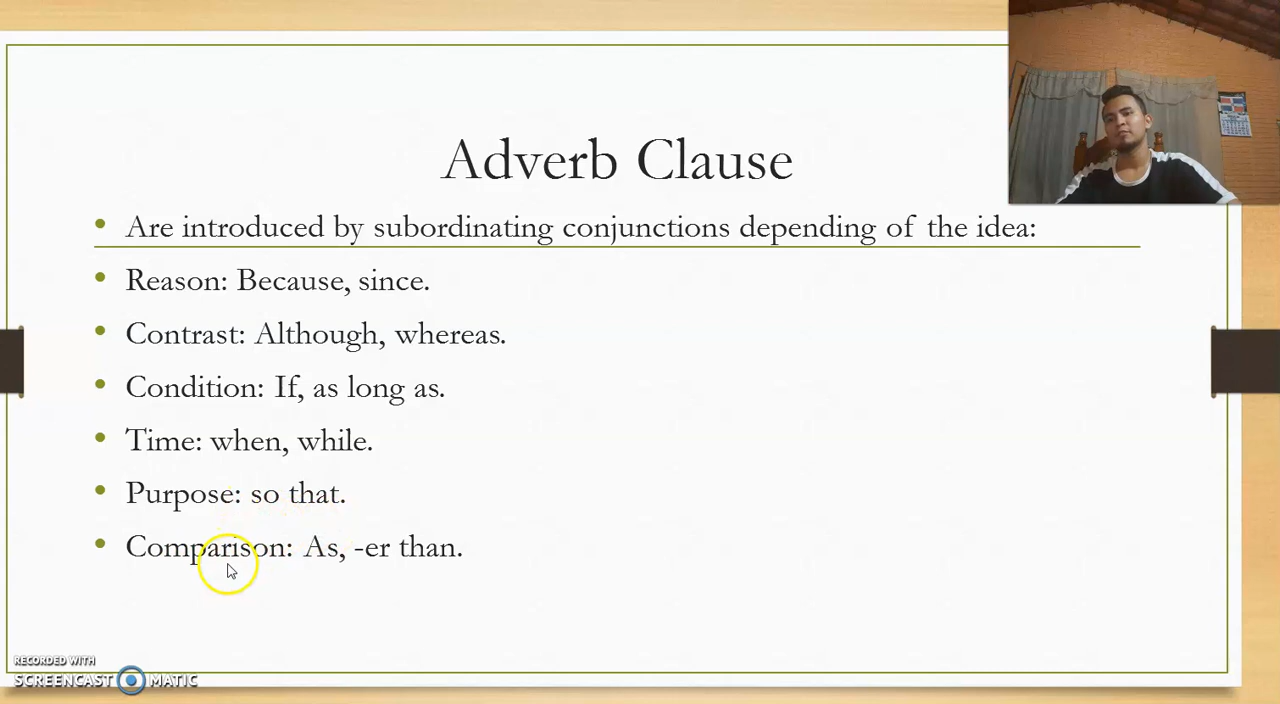 Adverb Clause
• Are introduced by subordinating conjunctions depending of the idea:
• Reason: Because, since.
• Contrast: Although, whereas.
• Condition: If, as long as.
• Time: when, while.
• Purpose: so that.
• Comparison: As, -er than.
RECORDED WITH
SCREENCAST MATIC